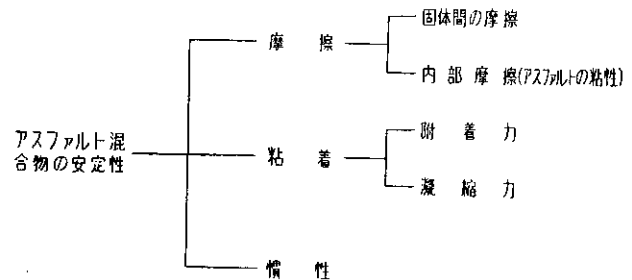 固体間の摩擦
摩擦
内部摩擦(アスファルトの粘性)
アスファルト混
合物の安定性
附着力
粘着
凝縮力
慣性